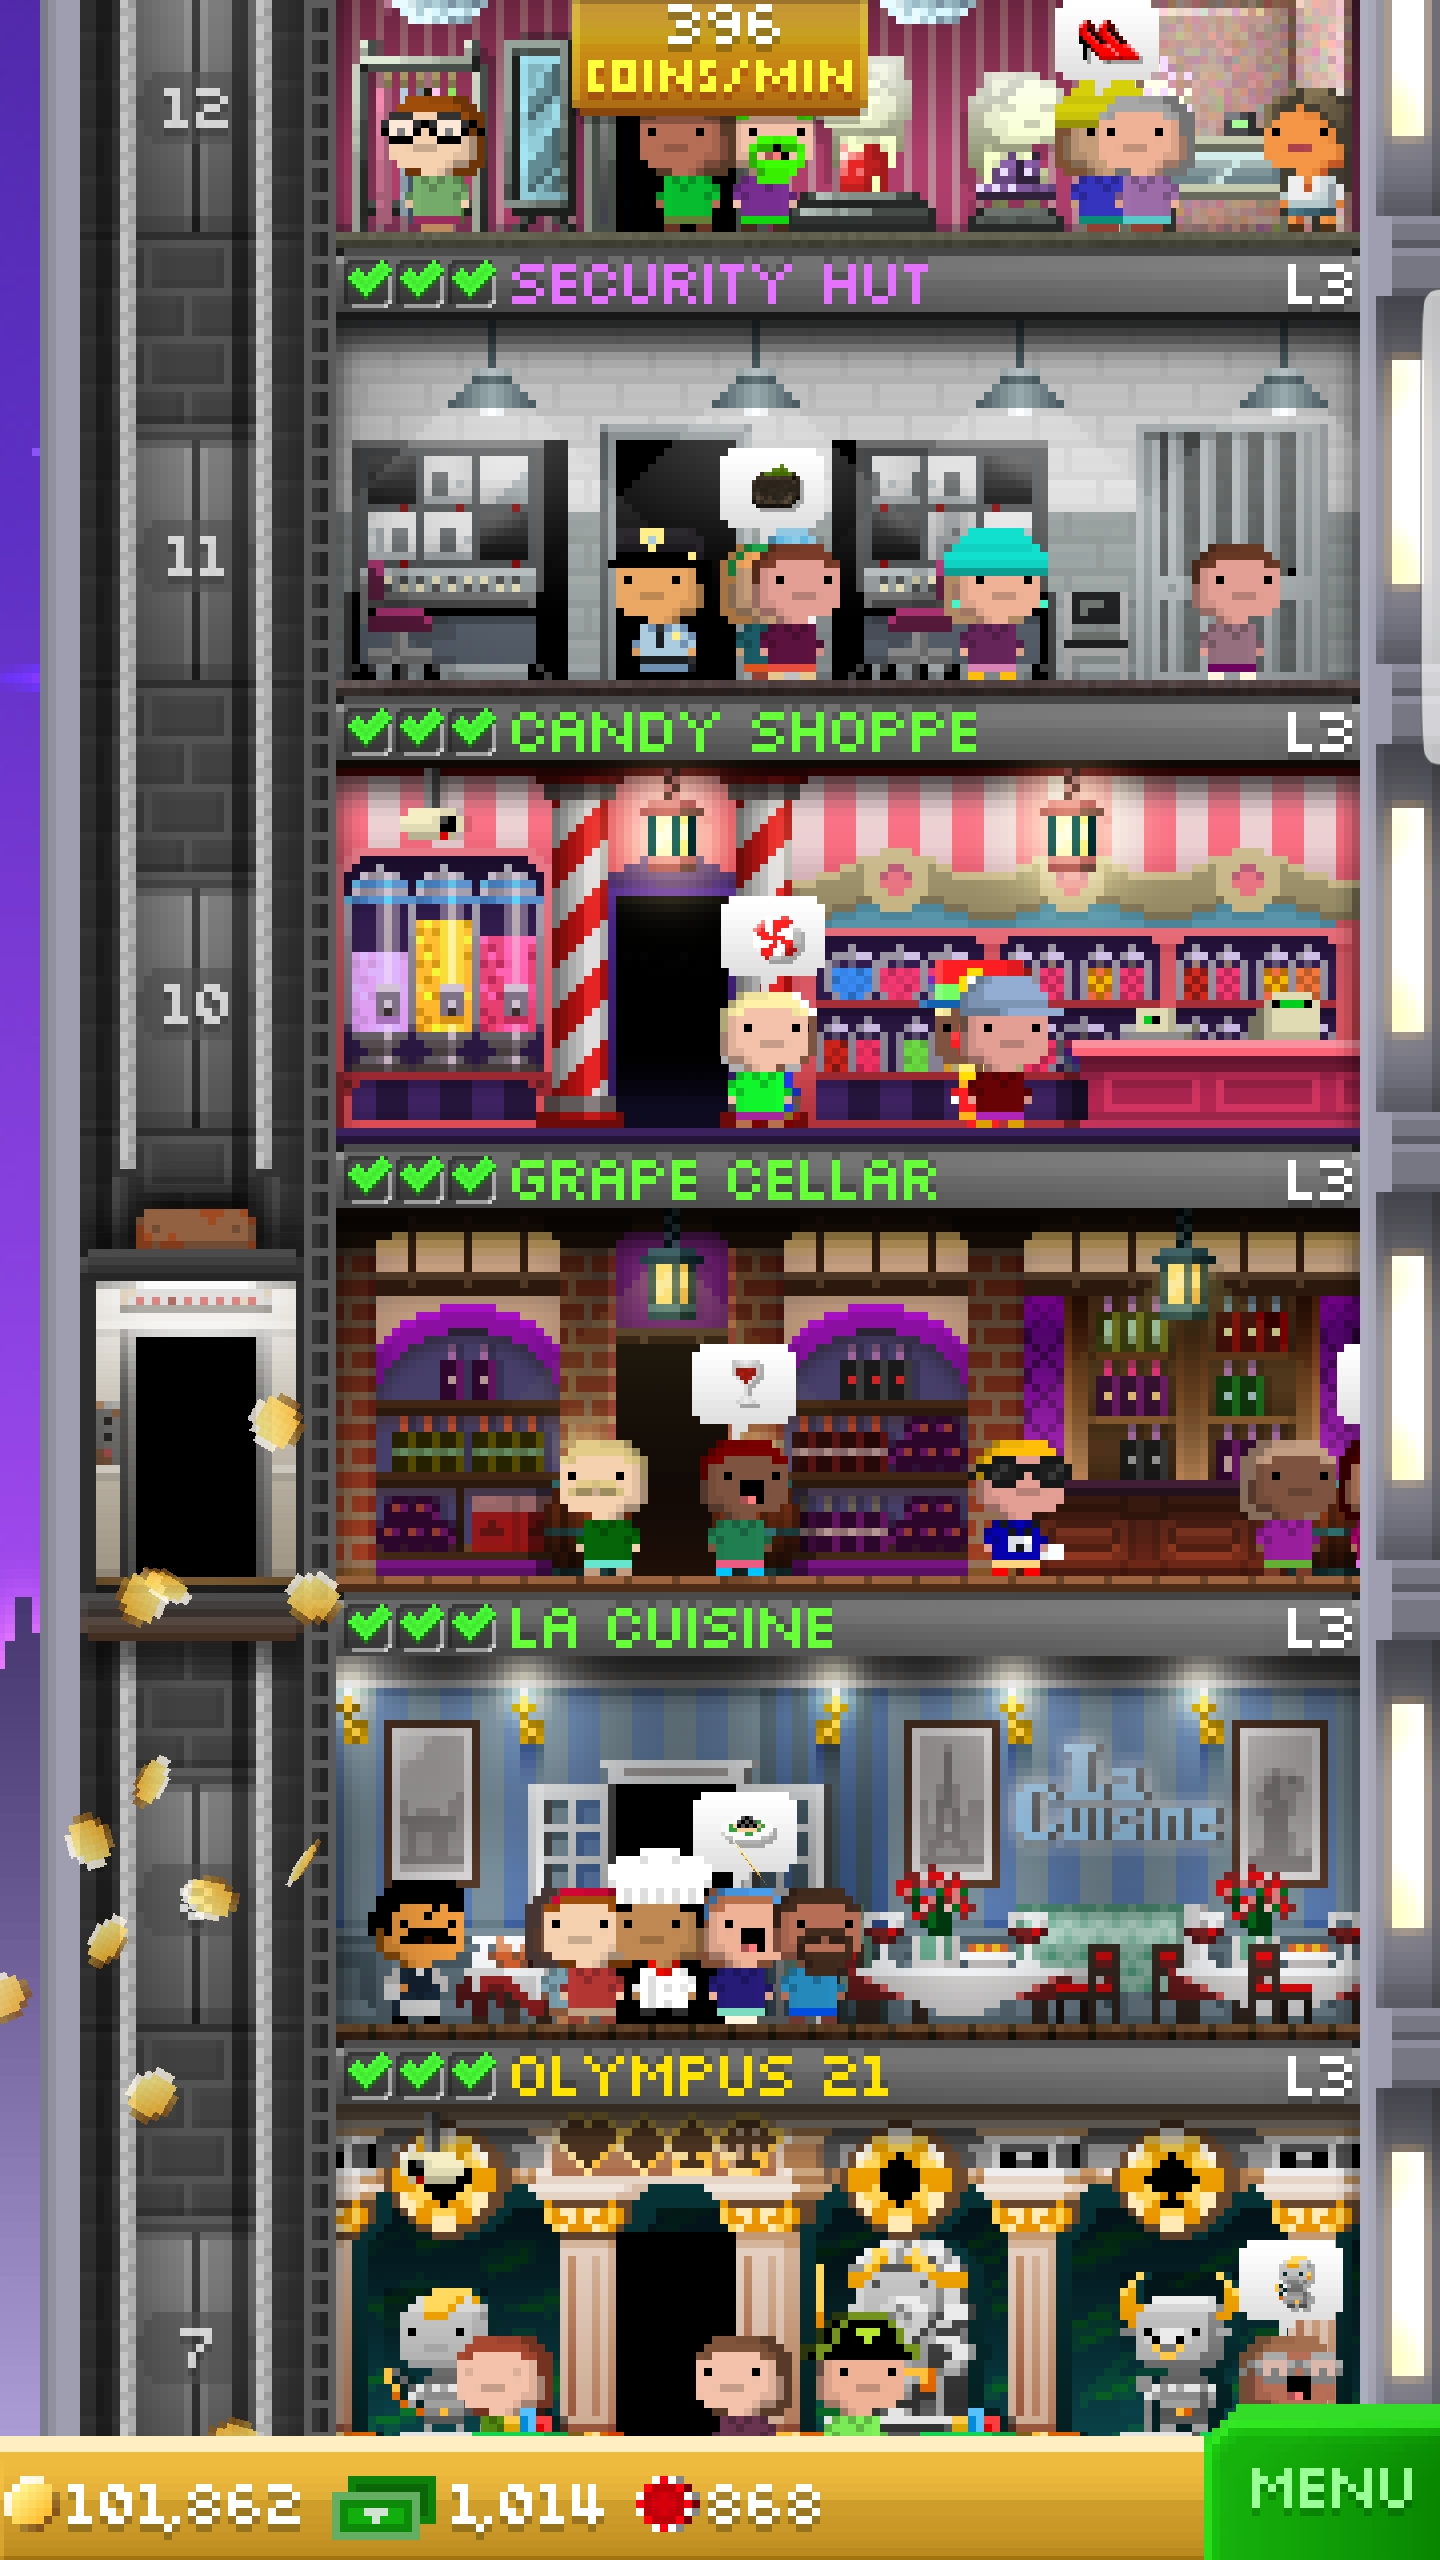 396
COINS/MIN
12
SECURITY HUT L3
11
CANDY SHOPPE L3
10
GRAPE CELLAR L3
LA CUISINE L3
La
Cuisine
OLYMPUS 21 L3
7
101,862 1,014 868
MENU